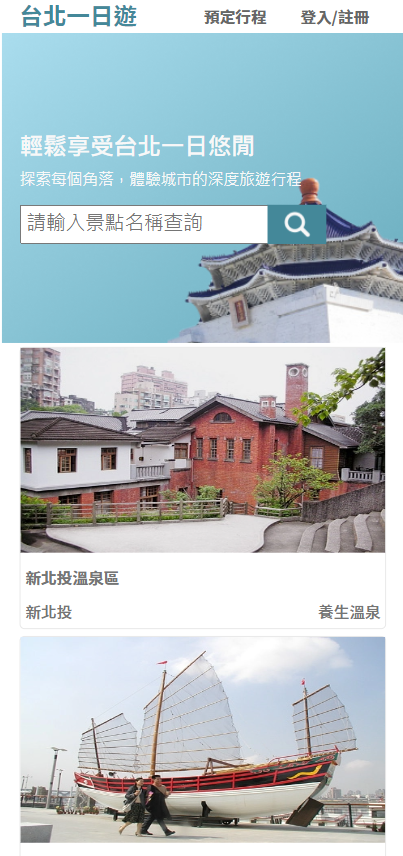 台北一日遊
預定行程
登入/註冊
輕鬆享受台北一日悠閒
探索每個角落，體驗城市的深度旅遊行程
請輸入景點名稱查詢
新北投溫泉區
新北投
養生溫泉